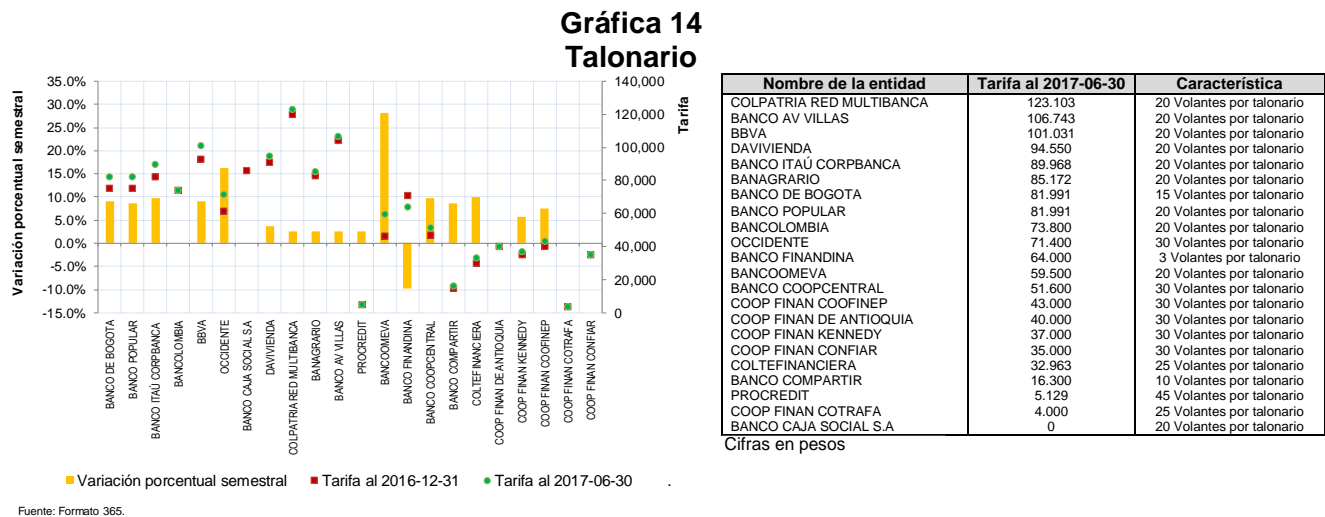 Gráfica 14
Talonario
Variación porcentual semestral
35.0%
30.0%
25.0%
20.0%
15.0%
10.0%
5.0%
0.0%
-5.0%
-10.0%
-15.0%
140,000
120,000
100,000
80,000
60,000
40,000
20,000
0
Tarifa
BANCO DE BOGOTA
BANCO POPULAR
BANCO ITAÚ CORPBANCA
BANCOLOMBIA
BBVA
OCCIDENTE
BANCO CAJA SOCIAL S.A
DAVIVIENDA
COLPATRIA RED MULTIBANCA
BANAGRARIO
BANCO AV VILLAS
PROCREDIT
BANCOOMEVA
BANCO FINANDINA
BANCO COOPCENTRAL
BANCO COMPARTIR
COLTEFINANCIERA
COOP FINAN DE ANTIOQUIA
COOP FINAN KENNEDY
COOP FINAN COOFINEP
COOP FINAN COTRAFA
COOP FINAN CONFIAR
Variación porcentual semestral Tarifa al 2016-12-31 Tarifa al 2017-06-30 .
Nombre de la entidad Tarifa al 2017-06-30 Característica
COLPATRIA RED MULTIBANCA 123.103 20 Volantes por talonario
BANCO AV VILLAS 106.743 20 Volantes por talonario
BBVA 101.031 20 Volantes por talonario
DAVIVIENDA 94.550 20 Volantes por talonario
BANCO ITAÚ CORPBANCA 89.968 20 Volantes por talonario
BANAGRARIO 85.172 20 Volantes por talonario
BANCO DE BOGOTA 81.991 15 Volantes por talonario
BANCO POPULAR 81.991 20 Volantes por talonario
BANCOLOMBIA 73.800 20 Volantes por talonario
OCCIDENTE 71.400 30 Volantes por talonario
BANCO FINANDINA 64.000 3 Volantes por talonario
BANCOOMEVA 59.500 20 Volantes por talonario
BANCO COOPCENTRAL 51.600 30 Volantes por talonario
COOP FINAN COOFINEP 43.000 30 Volantes por talonario
COOP FINAN DE ANTIOQUIA 40.000 30 Volantes por talonario
COOP FINAN KENNEDY 37.000 30 Volantes por talonario
COOP FINAN CONFIAR 35.000 30 Volantes por talonario
COLTEFINANCIERA 32.963 25 Volantes por talonario
BANCO COMPARTIR 16.300 10 Volantes por talonario
PROCREDIT 5.129 45 Volantes por talonario
COOP FINAN COTRAFA 4.000 25 Volantes por talonario
BANCO CAJA SOCIAL S.A 0 20 Volantes por talonario
Cifras en pesos
Fuente: Formato 365.